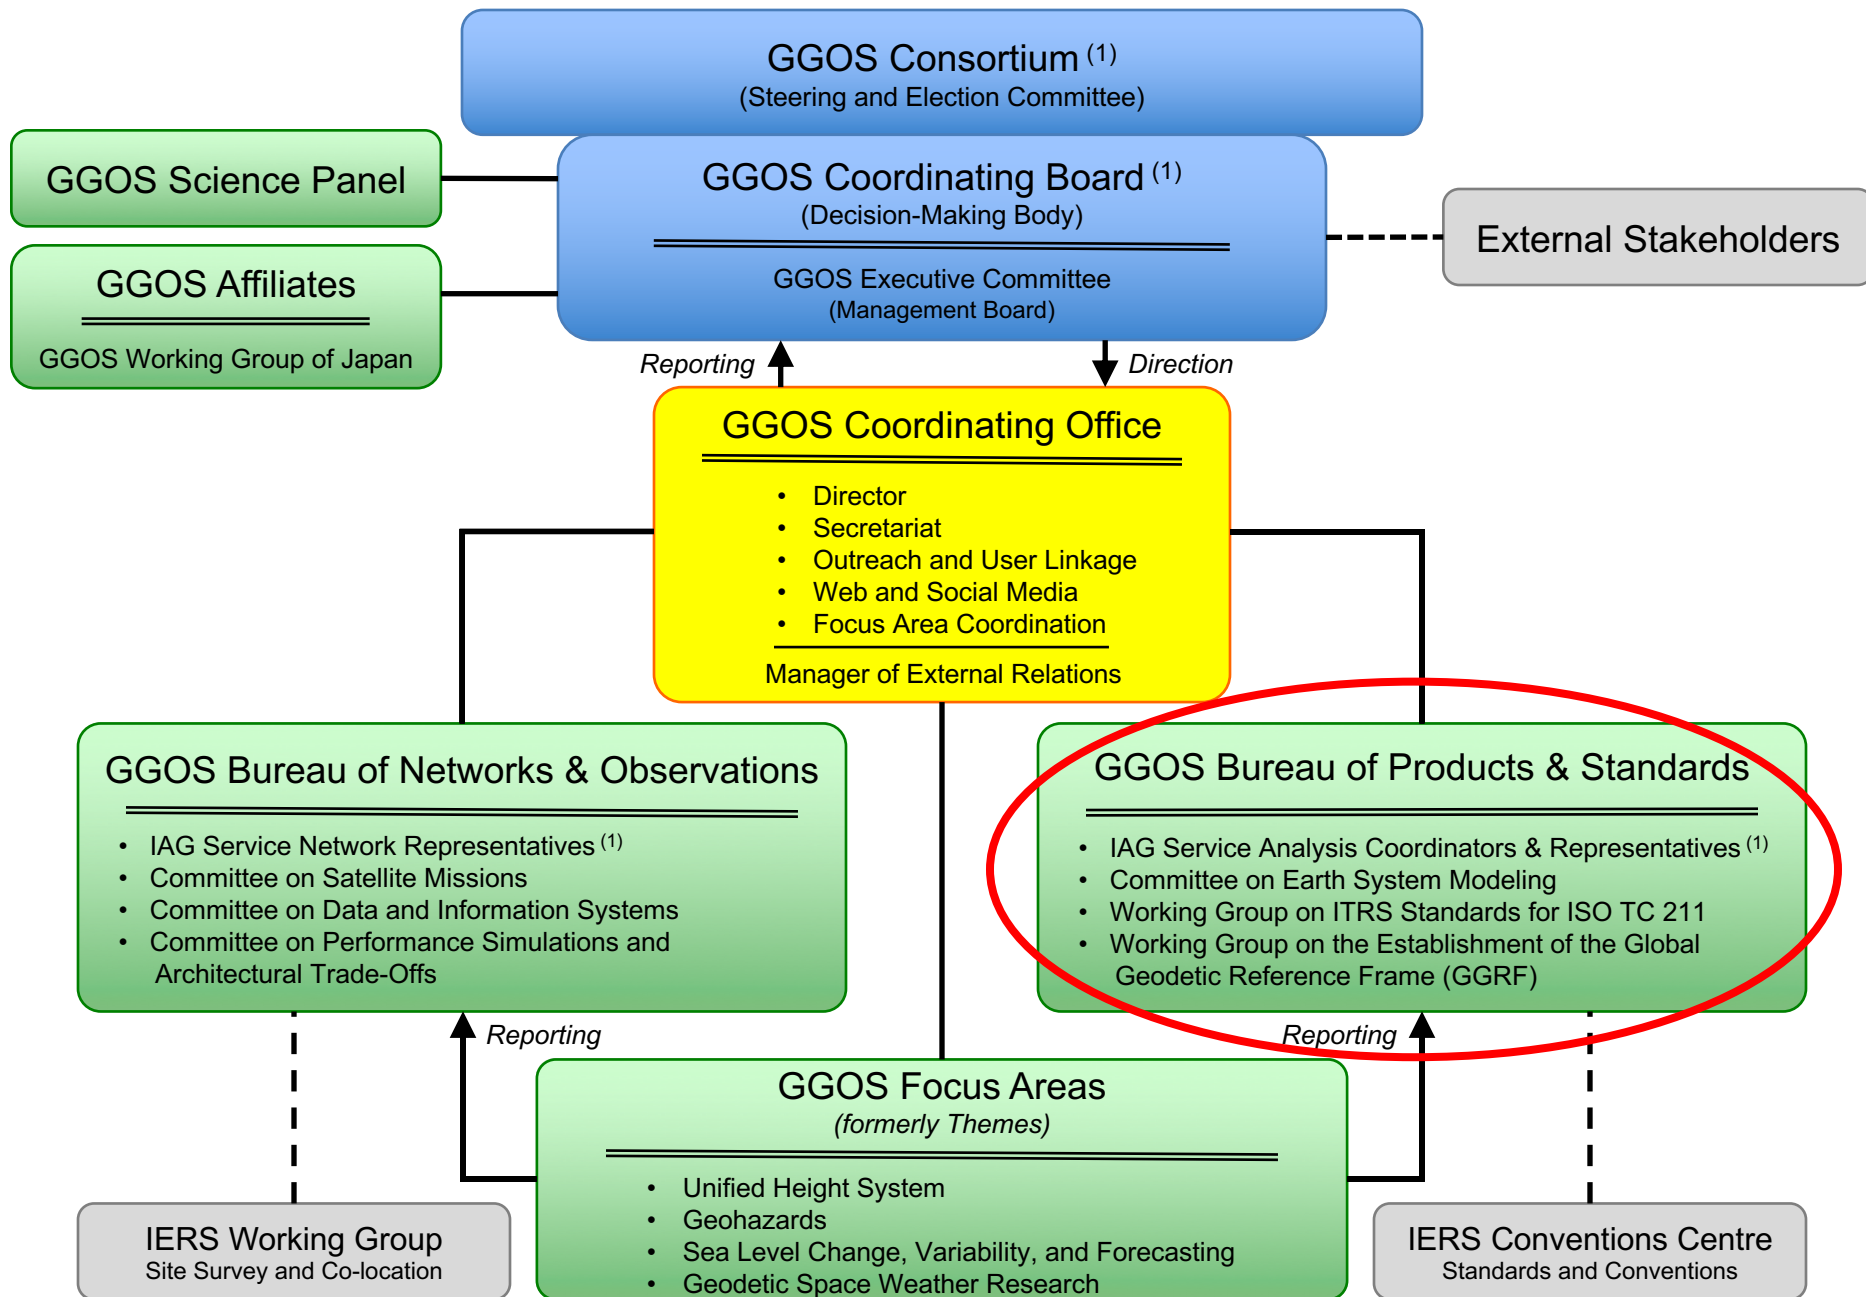 GGOS Consortium (1)
(Steering and Election Committee)
GGOS Science Panel
GGOS Coordinating Board (1)
(Decision-Making Body)
GGOS Executive Committee
(Management Board)
External Stakeholders
GGOS Affiliates
GGOS Working Group of Japan
Reporting
Direction
GGOS Coordinating Office
• Director
• Secretariat
• Outreach and User Linkage
• Web and Social Media
• Focus Area Coordination
Manager of External Relations
GGOS Bureau of Networks & Observations
• IAG Service Network Representatives (1)
• Committee on Satellite Missions
• Committee on Data and Information Systems
• Committee on Performance Simulations and
Architectural Trade-Offs
GGOS Bureau of Products & Standards
• IAG Service Analysis Coordinators & Representatives (1)
• Committee on Earth System Modeling
• Working Group on ITRS Standards for ISO TC 211
• Working Group on the Establishment of the Global
Geodetic Reference Frame (GGRF)
Reporting
Reporting
GGOS Focus Areas
(formerly Themes)
• Unified Height System
• Geohazards
• Sea Level Change, Variability, and Forecasting
• Geodetic Space Weather Research
IERS Working Group
Site Survey and Co-location
IERS Conventions Centre
Standards and Conventions